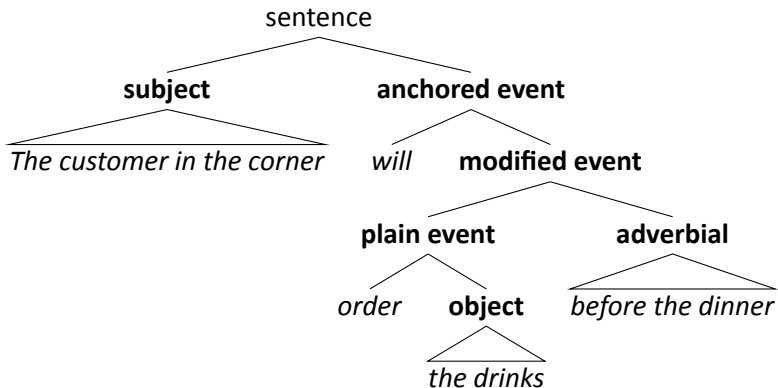 sentence
subject anchored event
The customer in the corner will modified event
plain event adverbial
order object before the dinner
the drinks